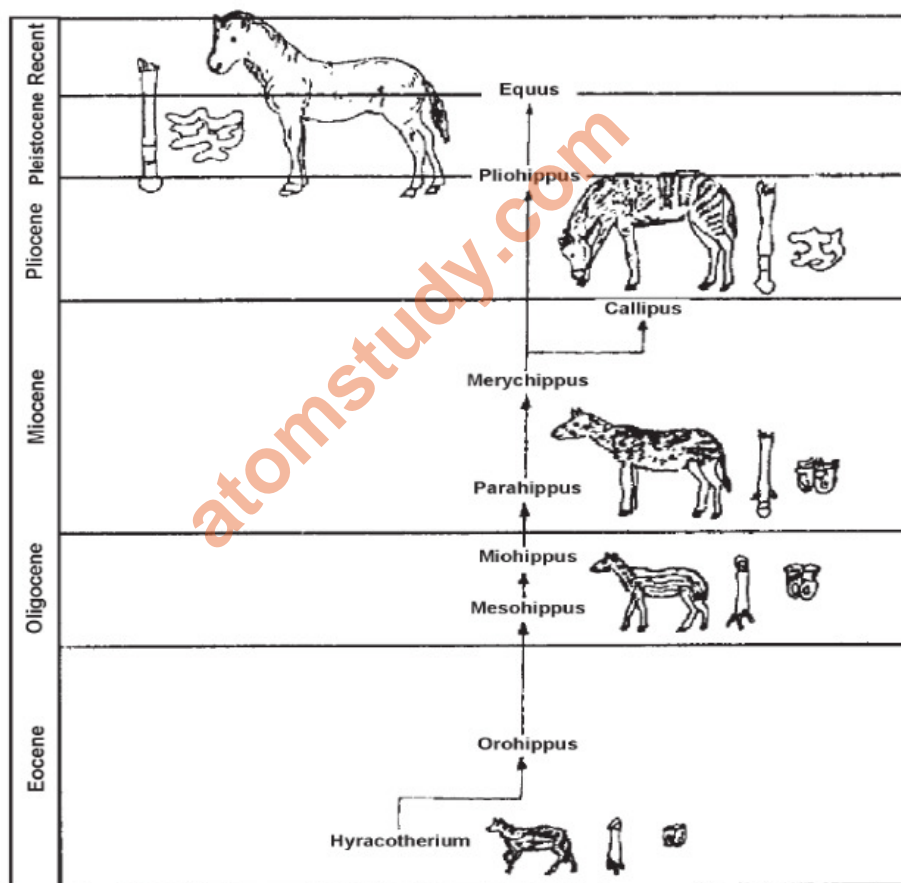 Recent
Equus
Pleistocene
Pliohippus
Pliocene
Callipus
Merychippus
Miocene
Parahippus
Miohippus
Oligocene
Mesohippus
Orohippus
Eocene
Hyracotherium
atomstudy.com